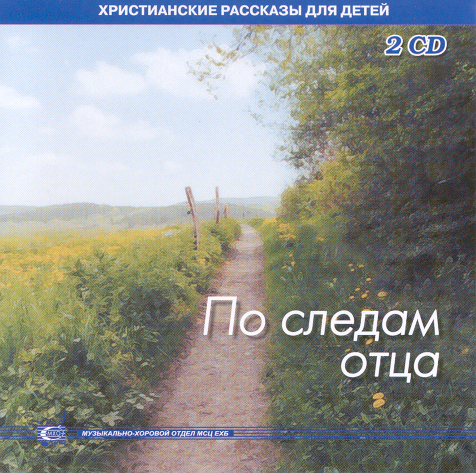 ХРИСТИАНСКИЕ РАССКАЗЫ ДЛЯ ДЕТЕЙ
2 CD
По следам
отца
МУЗЫКАЛЬНО-ХОРОВОЙ ОТДЕЛ МСЦ ЕХБ